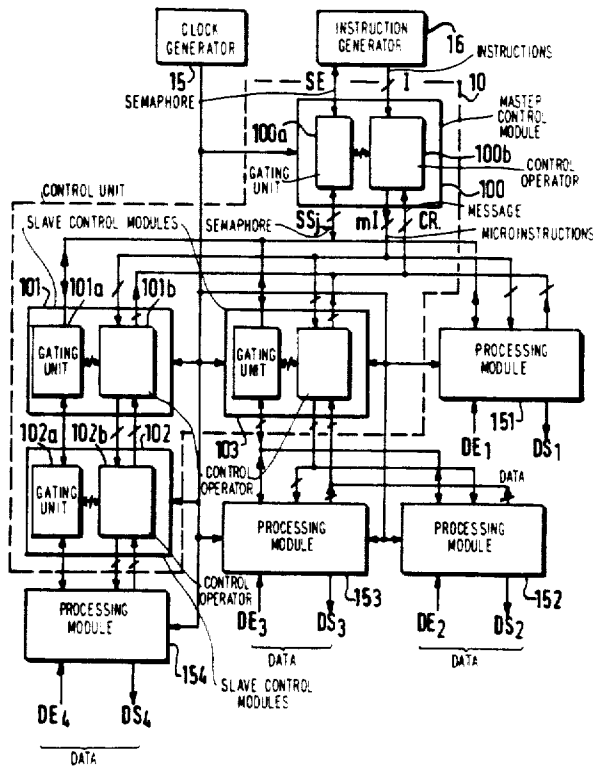 CLOCK
GENERATOR
15
INSTRUCTION
GENERATOR
16
INSTRUCTIONS
SE
I
10
SEMAPHORE
MASTER
CONTROL
MODULE
100a
100b
GATING
UNIT
CONTROL
OPERATOR
100
CONTROL UNIT
MESSAGE
SSj
mI
CR
SEMAPHORE
MICROINSTRUCTIONS
SLAVE CONTROL MODULES
101
101a
101b
GATING
UNIT
GATING
UNIT
PROCESSING
MODULE
151
102a
102b
102
103
DE1
DS1
CONTROL
OPERATOR
GATING
UNIT
DATA
PROCESSING
MODULE
PROCESSING
MODULE
CONTROL
OPERATOR
153
152
PROCESSING
MODULE
DE3
DS3
DE2
DS2
154
DATA
DATA
SLAVE CONTROL
MODULES
DE4
DS4
DATA